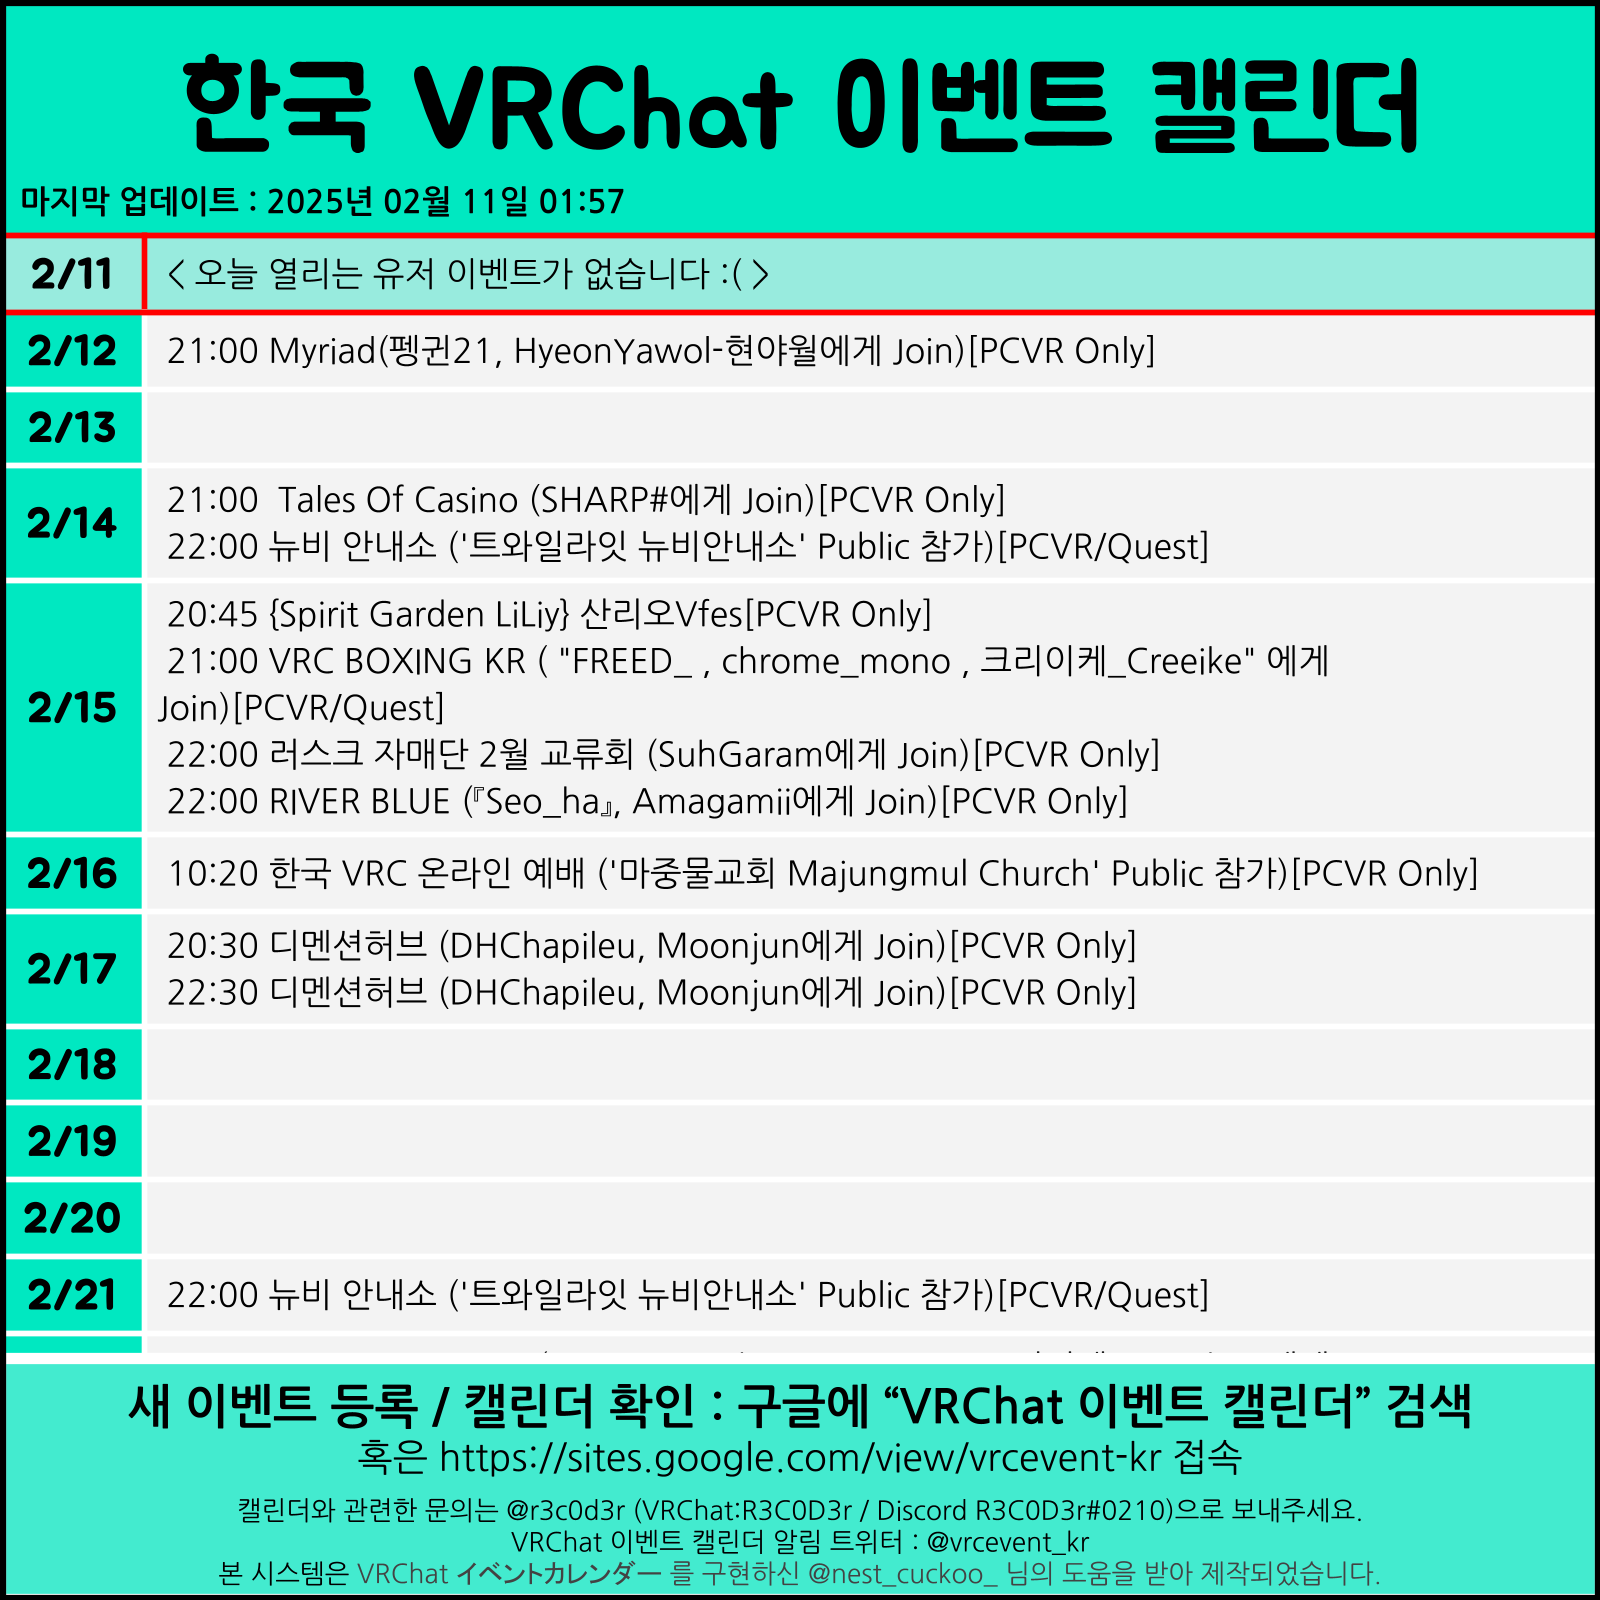 한국 VRChat 이벤트 캘린더
마지막 업데이트 : 2025년 02월 11일 01:57
2/11 < 오늘 열리는 유저 이벤트가 없습니다 :( >
2/12 21:00 Myriad(펭귄21, HyeonYawol-현야월에게 Join)[PCVR Only]
2/13
2/14
21:00 Tales Of Casino (SHARP#에게 Join)[PCVR Only]
22:00 뉴비 안내소 ('트와일라잇 뉴비안내소' Public 참가)[PCVR/Quest]
2/15
20:45 {Spirit Garden LiLiy} 산리오Vfes[PCVR Only]
21:00 VRC BOXING KR ( "FREED_ , chrome_mono , 크리이케_Creeike" 에게
Join)[PCVR/Quest]
22:00 러스크 자매단 2월 교류회 (SuhGaram에게 Join)[PCVR Only]
22:00 RIVER BLUE (『Seo_ha』, Amagamii에게 Join)[PCVR Only]
2/16 10:20 한국 VRC 온라인 예배 ('마중물교회 Majungmul Church' Public 참가)[PCVR Only]
2/17
20:30 디멘션허브 (DHChapileu, Moonjun에게 Join)[PCVR Only]
22:30 디멘션허브 (DHChapileu, Moonjun에게 Join)[PCVR Only]
2/18
2/19
2/20
2/21 22:00 뉴비 안내소 ('트와일라잇 뉴비안내소' Public 참가)[PCVR/Quest]
새 이벤트 등록 / 캘린더 확인 : 구글에 “VRChat 이벤트 캘린더” 검색
혹은 https://sites.google.com/view/vrcevent-kr 접속
캘린더와 관련한 문의는 @r3c0d3r (VRChat:R3C0D3r / Discord R3C0D3r#0210)으로 보내주세요.
VRChat 이벤트 캘린더 알림 트위터 : @vrcevent_kr
본 시스템은 VRChat イベントカレンダー 를 구현하신 @nest_cuckoo_ 님의 도움을 받아 제작되었습니다.